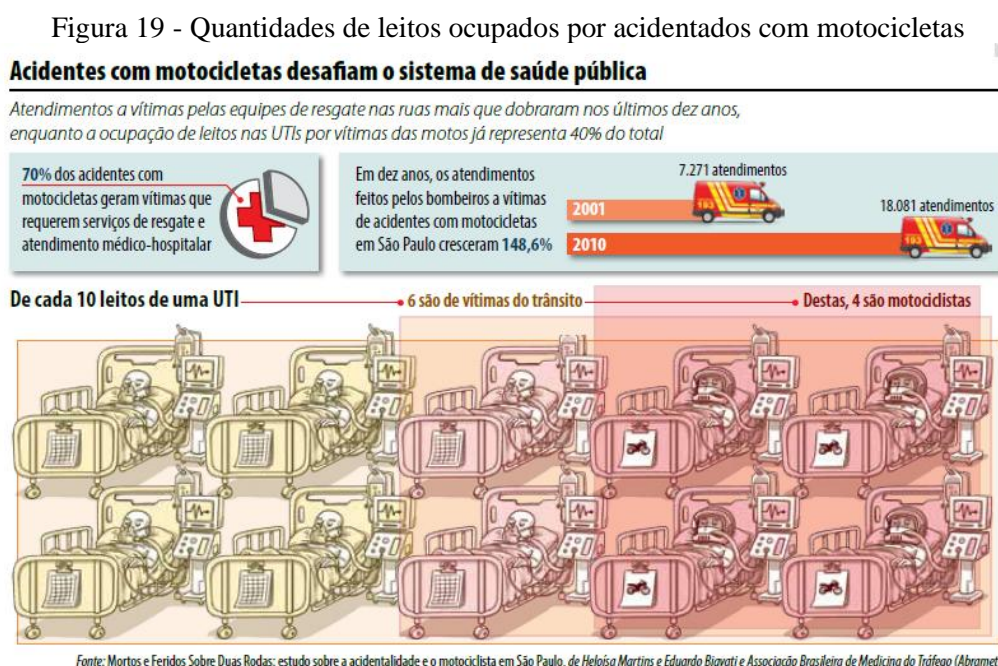 Figura 19 - Quantidades de leitos ocupados por acidentados com motocicletas
Acidentes com motocicletas desafiam o sistema de saúde pública
Atendimentos a vítimas pelas equipes de resgate nas ruas mais que dobraram nos últimos dez anos,
enquanto a ocupação de leitos nas UTIs por vítimas das motos já representa 40% do total
70% dos acidentes com
motocicletas geram vítimas que
requerem serviços de resgate e
atendimento médico-hospitalar
Em dez anos, os atendimentos
feitos pelos bombeiros a vítimas
de acidentes com motocicletas
em São Paulo cresceram 148,6%
7.271 atendimentos
2001
193
18.081 atendimentos
2010
193
De cada 10 leitos de uma UTI
6 são de vítimas do trânsito
Destas, 4 são motociclistas
Fonte: Mortos e Feridos Sobre Duas Rodas: estudo sobre a acidentalidade e o motociclista em São Paulo, de Heloísa Martins e Eduardo Biavati e Associação Brasileira de Medicina do Tráfego (Abramet